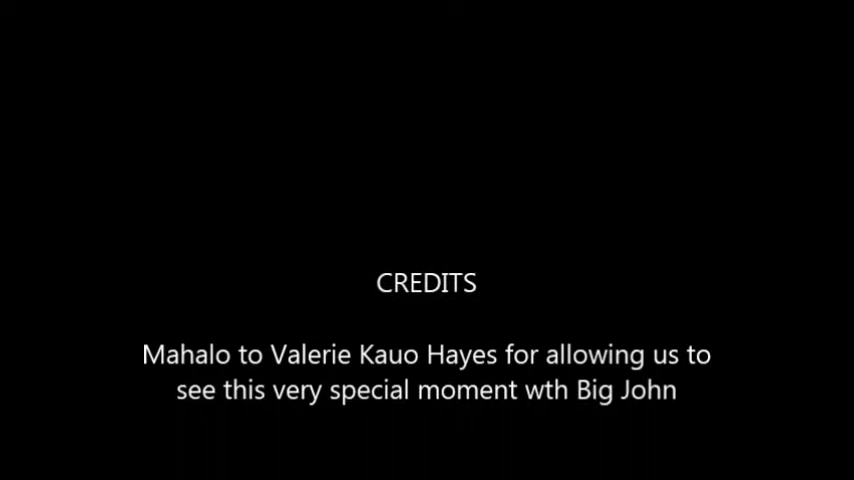 CREDITS
Mahalo to Valerie Kauo Hayes for allowing us to
see this very special moment wth Big John